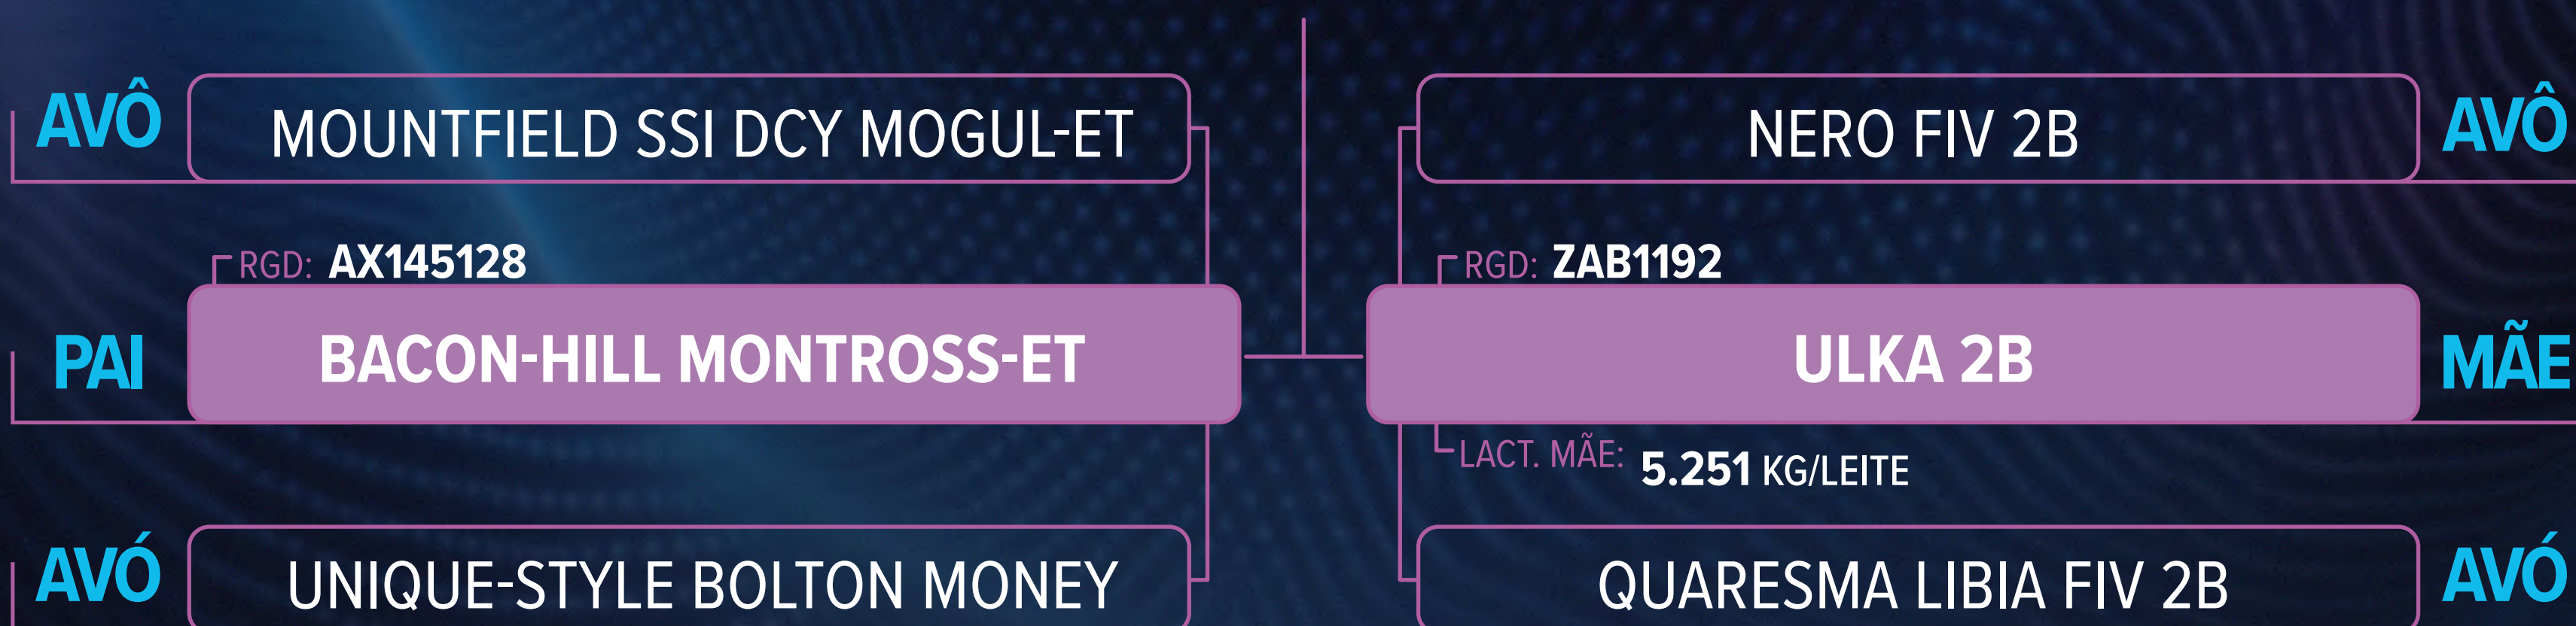 AVÔ
MOUNTFIELD SSI DCY MOGUL-ET
NERO FIV 2B
AVÔ
RGD: AX145128
RGD: ZAB1192
PAI
BACON-HILL MONTROSS-ET
ULKA 2B
MÃE
LACT. MÃE: 5.251 KG/LEITE
AVÓ
UNIQUE-STYLE BOLTON MONEY
QUARESMA LIBIA FIV 2B
AVÓ